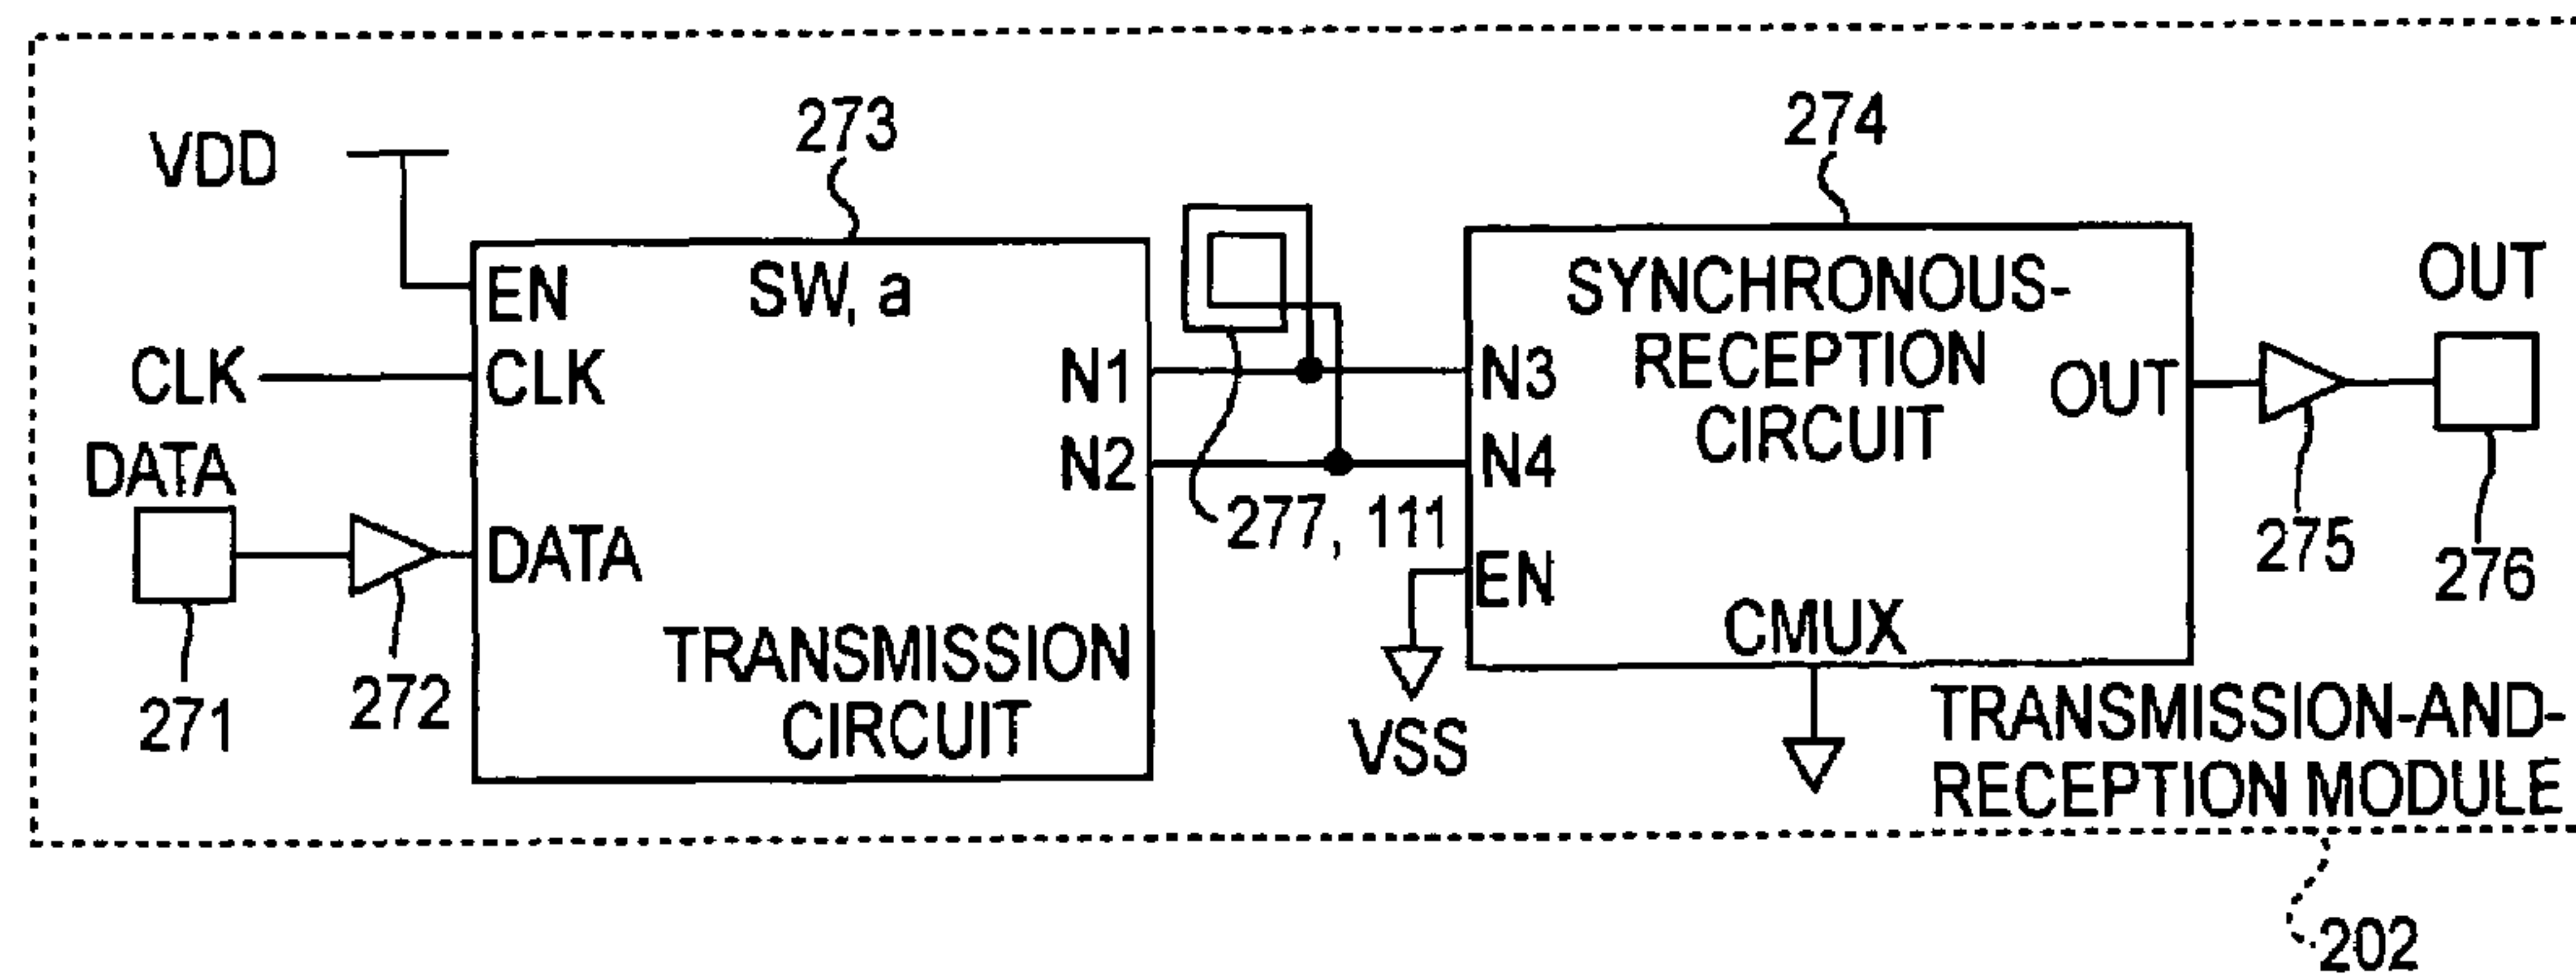 273
274
VDD
SW, a
EN
CLK
CLK
DATA
DATA
N1
N2
TRANSMISSION
CIRCUIT
271
272
277, 111
SYNCHRONOUS-
RECEPTION
CIRCUIT
N3
N4
EN
CMUX
OUT
OUT
VSS
275
276
TRANSMISSION-AND-
RECEPTION MODULE
202